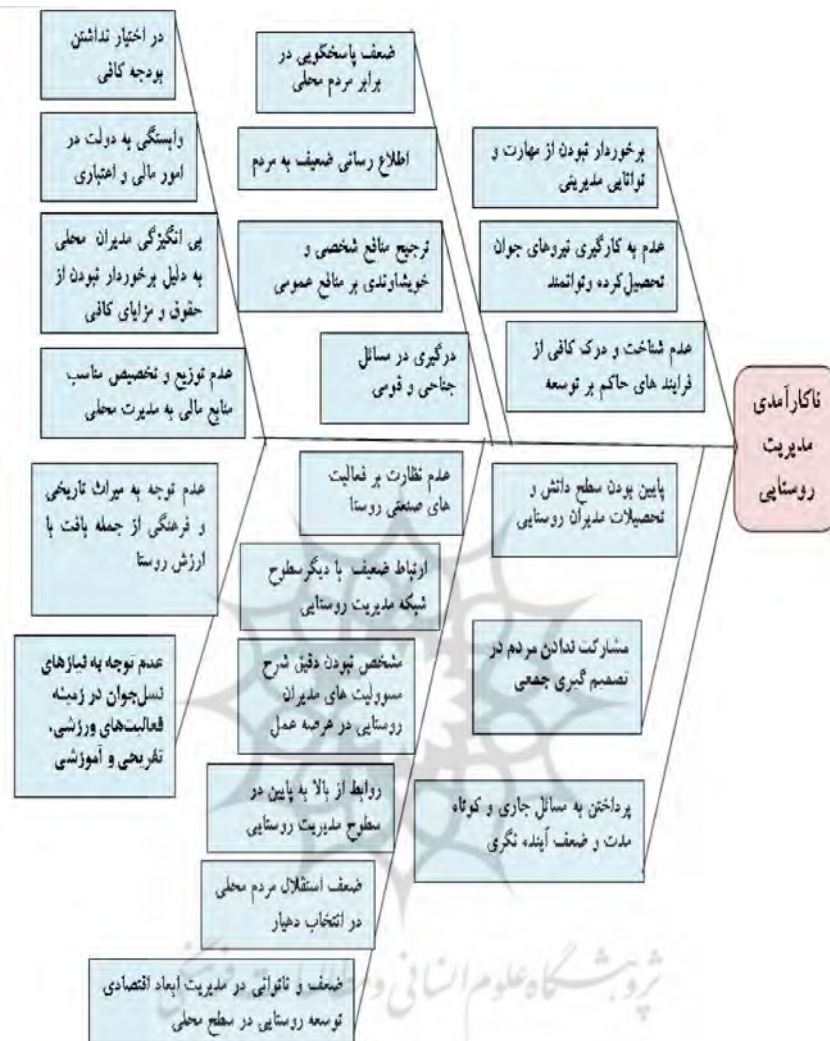 در اختیار نداشتن
بودجه کافی
وابستگی به دولت در
امور مالی و اعتباری
بی انگیزگی مدیران محلی
به دلیل برخوردار نبودن از
حقوق و مزایای کافی
عدم توزیع و تخصیص مناسب
منابع مالی به مدیرت محلی
ضعف پاسخگویی در
برابر مردم محلی
اطلاع رسانی ضعیف به مردم
ترجیح منافع شخصی و
خویشاوندی بر منافع عمومی
درگیری در مسائل
جناحی و قومی
برخوردار نبودن از مهارت و
توانایی مدیریتی
عدم به کارگیری نیروهای جوان
تحصیل‌کرده وتوانمند
عدم شناخت و درک کافی از
فرایند های حاکم بر توسعه
ناکارآمدی
مدیریت
روستایی
عدم توجه به میراث تاریخی
و فرهنگی از جمله بافت با
ارزش روستا
عدم توجه به نیازهای
نسل‌جوان در زمینه
فعالیت‌های ورزشی،
تفریحی و آموزشی
عدم نظارت بر فعالیت
های صنعتی روستا
ارتباط ضعیف با دیگر سطوح
شبکه مدیریت روستایی
مشخص نبودن دقیق شرح
مسوولیت های مدیران
روستایی در عرصه عمل
روابط از بالا به پایین در
سطوح مدیریت روستایی
ضعف استقلال مردم محلی
در انتخاب دهیار
ضعف و ناتوانی در مدیریت ابعاد اقتصادی
توسعه روستایی در سطح محلی
پایین بودن سطح دانش و
تحصیلات مدیران روستایی
مشارکت ندادن مردم در
تصمیم گیری جمعی
پرداختن به مسائل جاری و کوتاه
مدت و ضعف آینده نگری
پژوهشگاه علوم انسانی و مطالعات فرهنگی